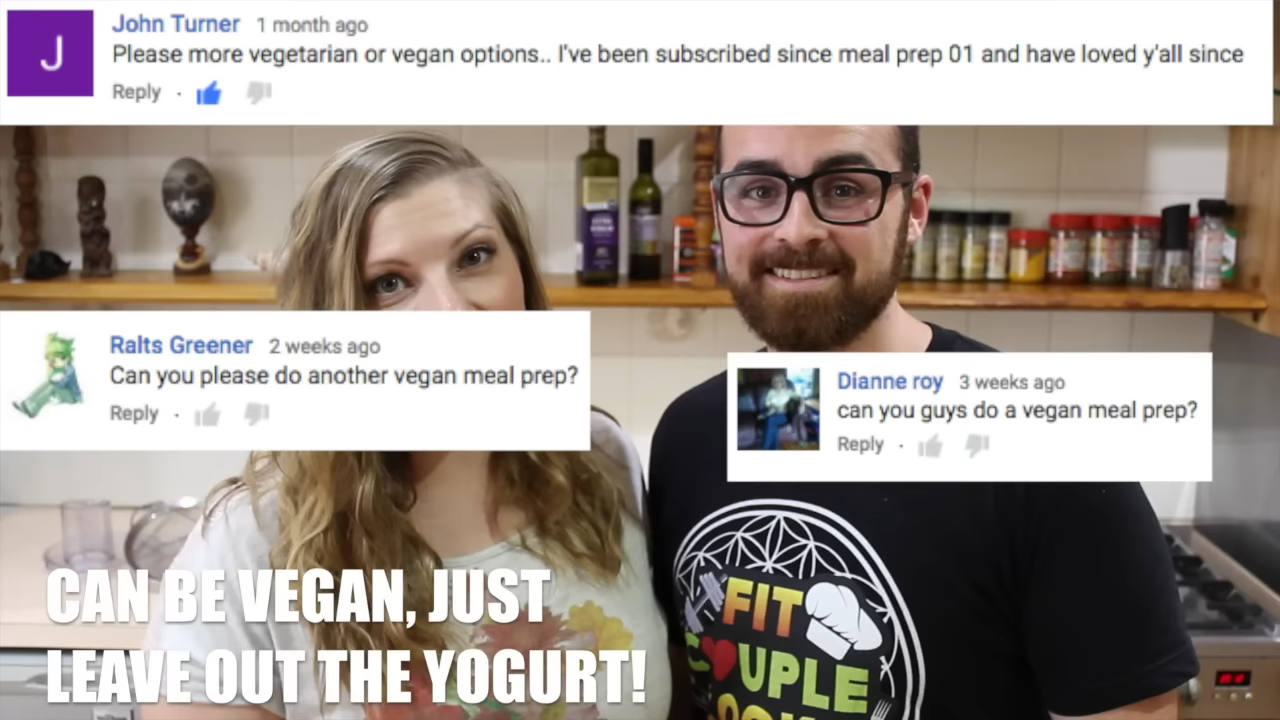 J
John Turner 1 month ago
Please more vegetarian or vegan options.. I've been subscribed since meal prep 01 and have loved y'all since
Reply ·
Ralts Greener 2 weeks ago
Can you please do another vegan meal prep?
Reply ·
Dianne roy 3 weeks ago
can you guys do a vegan meal prep?
Reply ·
FIT
COUPLE
CAN BE VEGAN, JUST
LEAVE OUT THE YOGURT!